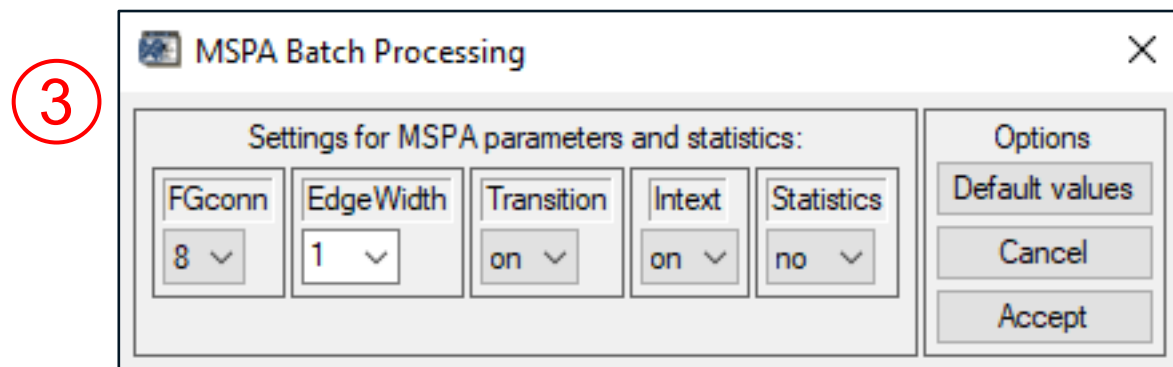 3
MSPA Batch Processing
Settings for MSPA parameters and statistics:
FGconn
8
EdgeWidth
1
Transition
on
Intext
on
Statistics
no
Options
Default values
Cancel
Accept